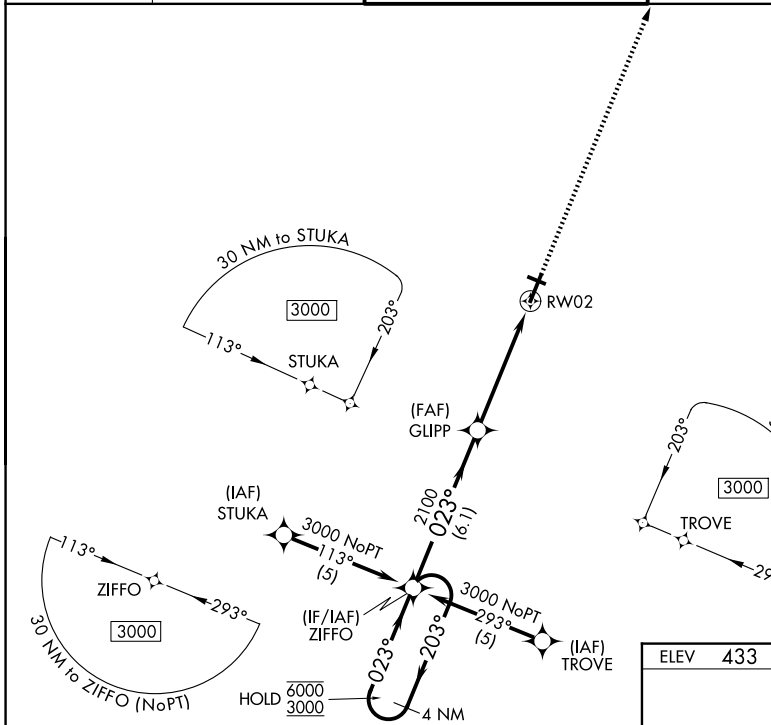 30 NM to STUKA
3000
113°
203°
STUKA
RW02
(FAF)
GLIPP
203°
3000
TROVE
29
(IAF)
STUKA
3000 NoPT
113°
(5)
2100
023°
(6.1)
113°
ZIFFO
293°
3000
30 NM to ZIFFO (NoPT)
(IF/IAF)
ZIFFO
3000 NoPT
293°
(5)
(IAF)
TROVE
023°
203°
HOLD 6000
3000
4 NM
ELEV 433